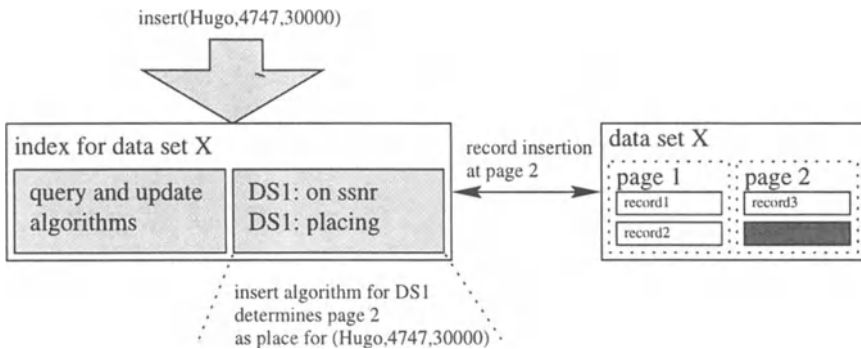 insert(Hugo,4747,30000)
index for data set X
query and update
algorithms
DS1: on ssnr
DS1: placing
record insertion
at page 2
data set X
page 1
record1
record2
page 2
record3
insert algorithm for DS1
determines page 2
as place for (Hugo,4747,30000)